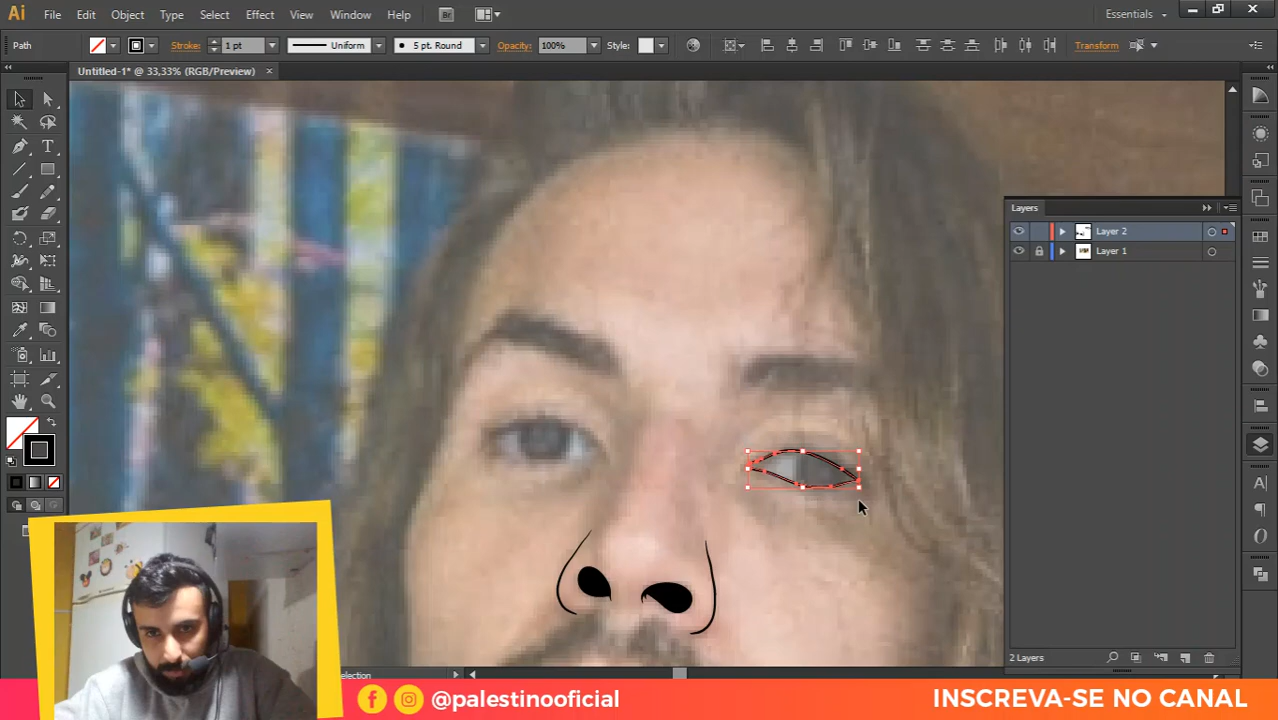 Ai File Edit Object Type Select Effect View Window Help Br Essentials
Path Stroke: 1 pt Uniform 5 pt. Round Opacity: 100% Style: Transform
Untitled-1* @ 33,33% (RGB/Preview)
Layers
Layer 2
Layer 1
2 Layers
election
@palestinooficial
INSCREVA-SE NO CANAL